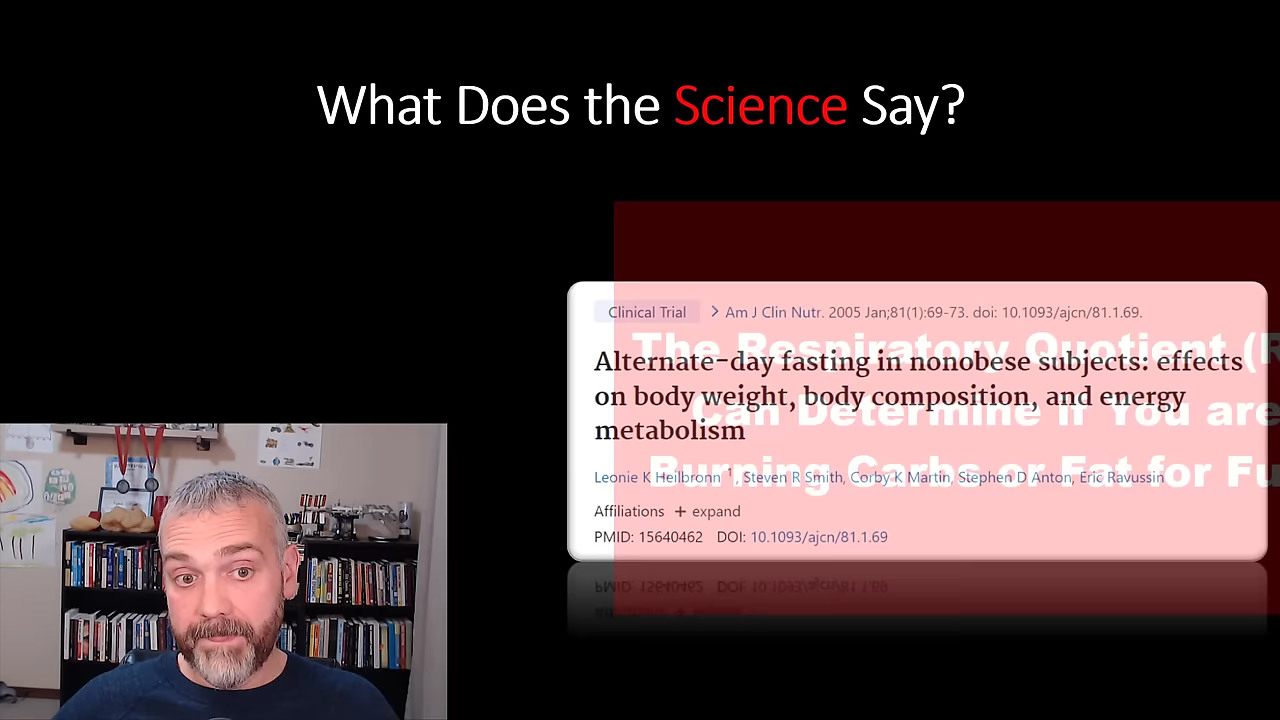 What Does the Science Say?
Clinical Trial > Am J Clin Nutr. 2005 Jan;81(1):69-73. doi: 10.1093/ajcn/81.1.69.
The Respiratory Quotient (
Alternate-day fasting in nonobese subjects: effects
on body weight, body composition, and energy
Can Determine if You are
metabolism
Burning Carbs or Fat for
Leonie K Heilbronn 1, Steven R Smith, Corby K Martin, Stephen D Anton, Eric Ravussin
Affiliations + expand
PMID: 15640462 DOI: 10.1093/ajcn/81.1.69